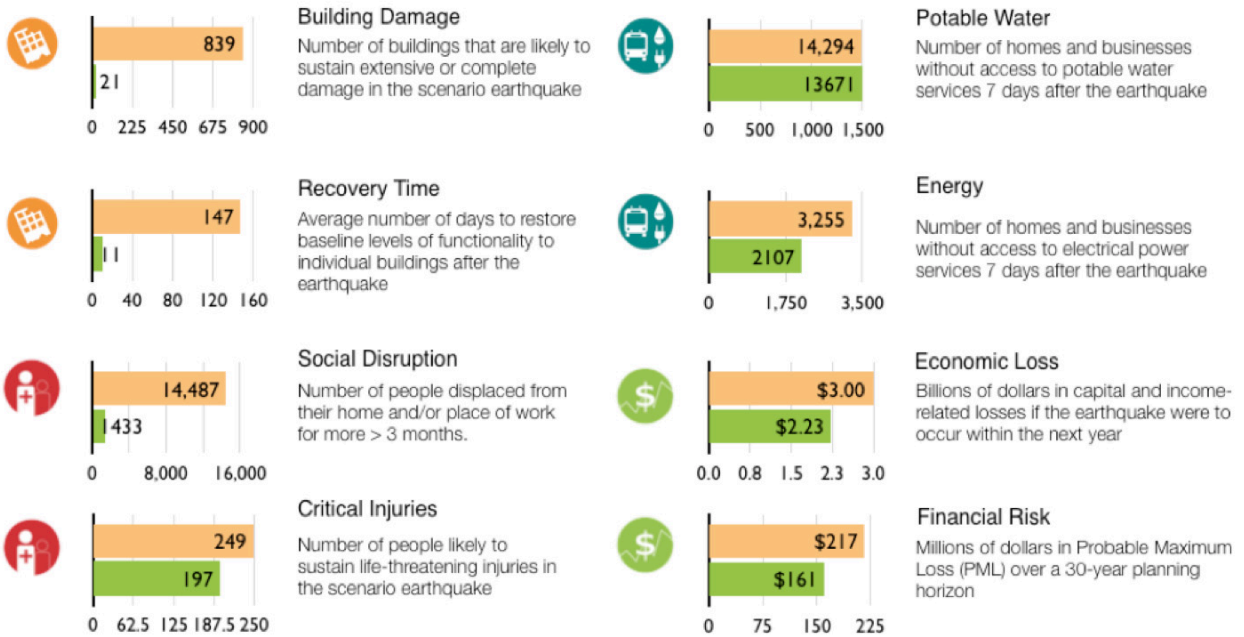 Building Damage
839
21
0 225 450 675 900
Number of buildings that are likely to
sustain extensive or complete
damage in the scenario earthquake
Potable Water
14,294
13671
0 500 1,000 1,500
Number of homes and businesses
without access to potable water
services 7 days after the earthquake
Recovery Time
147
11
0 40 80 120 160
Average number of days to restore
baseline levels of functionality to
individual buildings after the
earthquake
Energy
3,255
2107
0 1,750 3,500
Number of homes and businesses
without access to electrical power
services 7 days after the earthquake
Social Disruption
14,487
1433
0 8,000 16,000
Number of people displaced from
their home and/or place of work
for more > 3 months.
Economic Loss
$3.00
$2.23
0.0 0.8 1.5 2.3 3.0
Billions of dollars in capital and income-
related losses if the earthquake were to
occur within the next year
Critical Injuries
249
197
0 62.5 125 187.5 250
Number of people likely to
sustain life-threatening injuries in
the scenario earthquake
Financial Risk
$217
$161
0 75 150 225
Millions of dollars in Probable Maximum
Loss (PML) over a 30-year planning
horizon
$
$